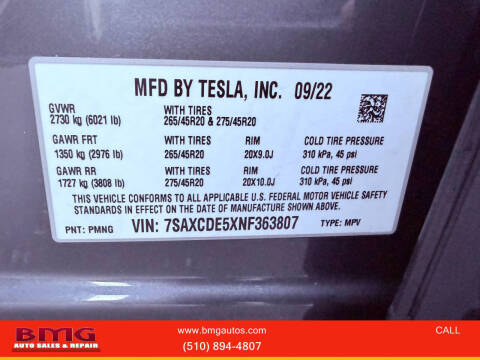 MFD BY TESLA, INC. 09/22
GVWR WITH TIRES
2730 kg (6021 lb) 265/45R20 & 275/45R20
GAWR FRT WITH TIRES RIM COLD TIRE PRESSURE
1350 kg (2976 lb) 265/45R20 20X9.0J 310 kPa, 45 psi
GAWR RR WITH TIRES RIM COLD TIRE PRESSURE
1727 kg (3808 lb) 275/45R20 20X10.0J 310 kPa, 45 psi
THIS VEHICLE CONFORMS TO ALL APPLICABLE U.S. FEDERAL MOTOR VEHICLE SAFETY
STANDARDS IN EFFECT ON THE DATE OF MANUFACTURE SHOWN ABOVE.
PNT: PMNG VIN: 7SAXCDE5XNF363807 TYPE: MPV
BMG
AUTO SALES & REPAIR
www.bmgautos.com
(510) 894-4807
CALL